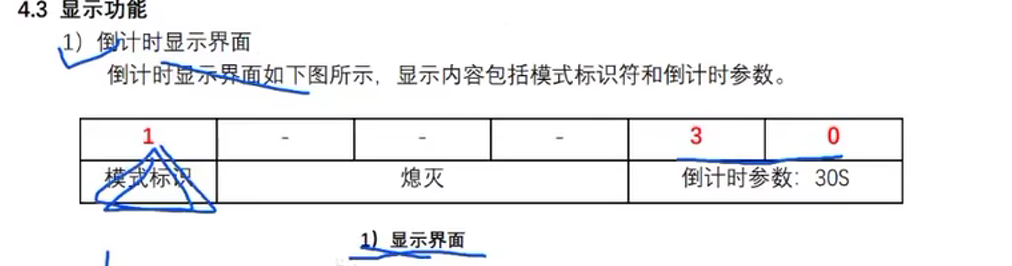 4.3 显示功能
1）倒计时显示界面
倒计时显示界面如下图所示，显示内容包括模式标识符和倒计时参数。
1 - - - 3 0
模式标识 熄灭 倒计时参数：30S
1）显示界面